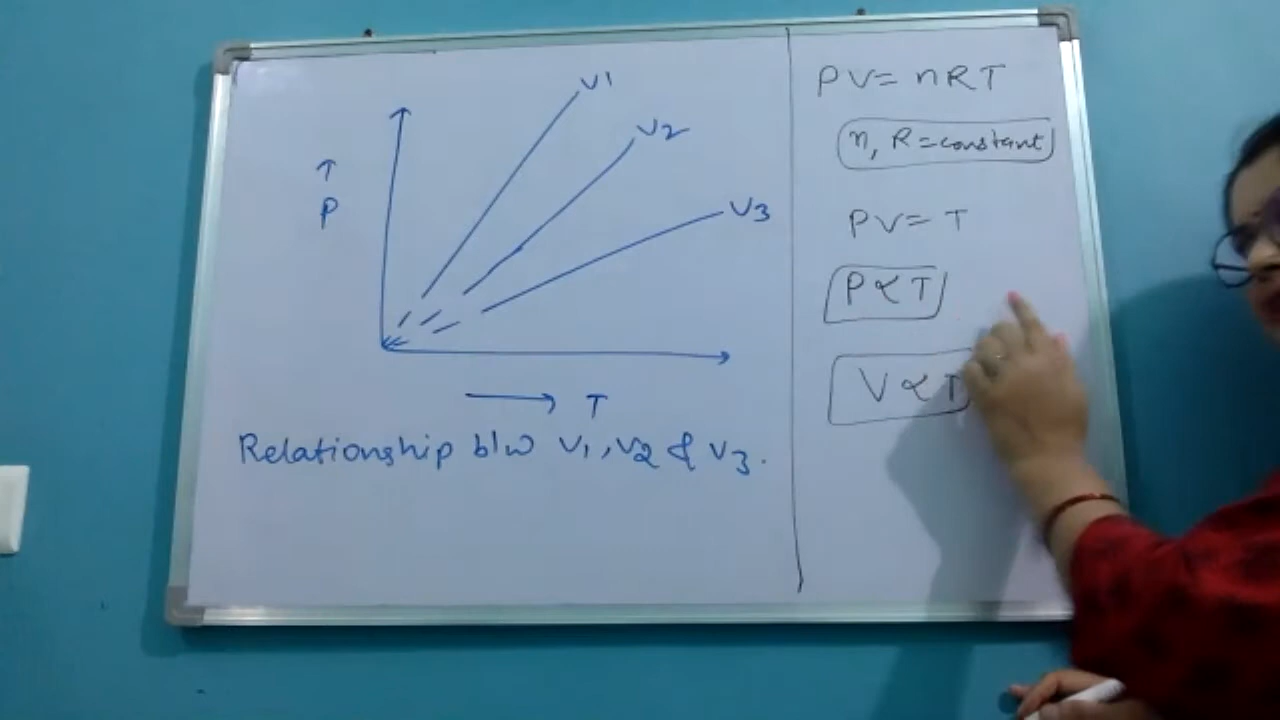 V1
V2
V3
↑
P
→ T
Relationship b/w V1, V2 & V3.
PV = nRT
n, R = constant
PV = T
P ∝ T
V ∝ T